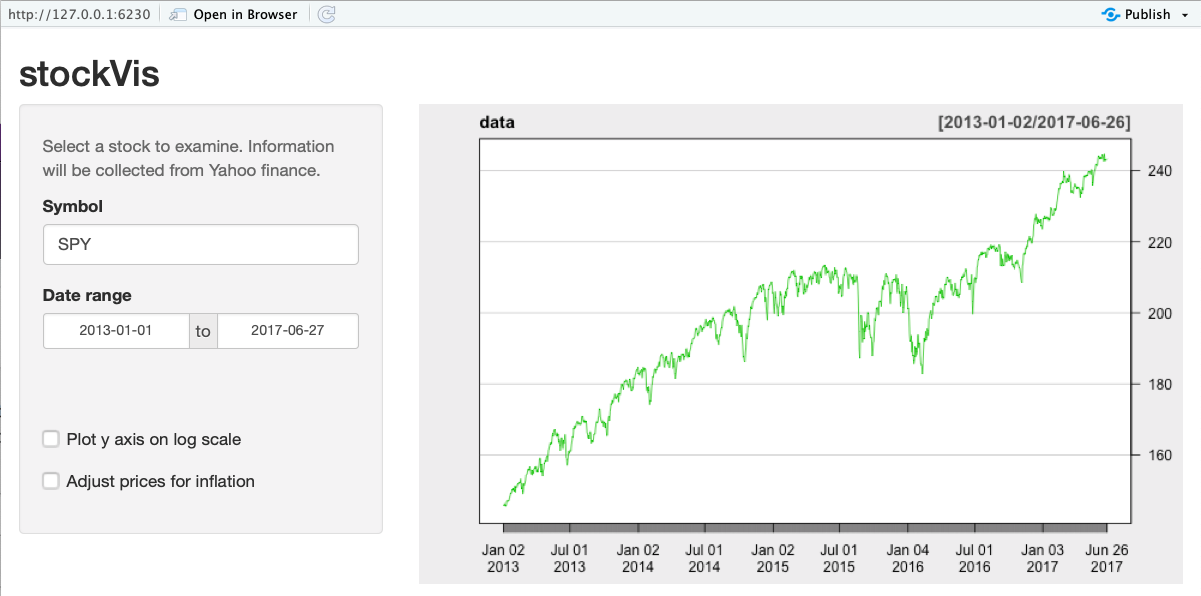 http://127.0.0.1:6230
Open in Browser
Publish
stockVis
Select a stock to examine. Information
will be collected from Yahoo finance.
Symbol
SPY
Date range
2013-01-01 to 2017-06-27
Plot y axis on log scale
Adjust prices for inflation
data [2013-01-02/2017-06-26]
240
220
200
180
160
Jan 02 Jul 01 Jan 02 Jul 01 Jan 02 Jul 01 Jan 04 Jul 01 Jan 03 Jun 26
2013 2013 2014 2014 2015 2015 2016 2016 2017 2017